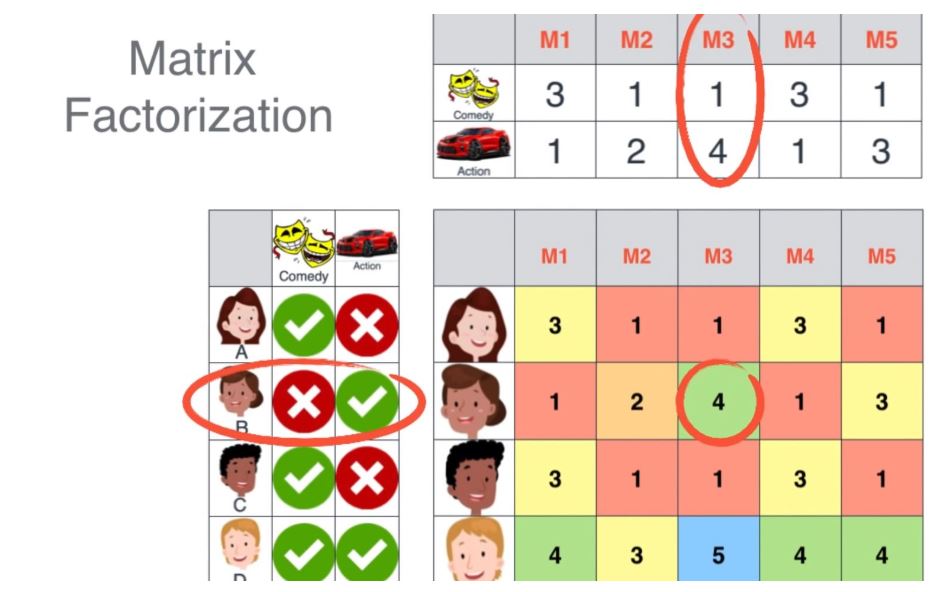 Matrix
Factorization
M1 M2 M3 M4 M5
Comedy 3 1 1 3 1
Action 1 2 4 1 3
Comedy Action
M1 M2 M3 M4 M5
A 3 1 1 3 1
B 1 2 4 1 3
C 3 1 1 3 1
D 4 3 5 4 4